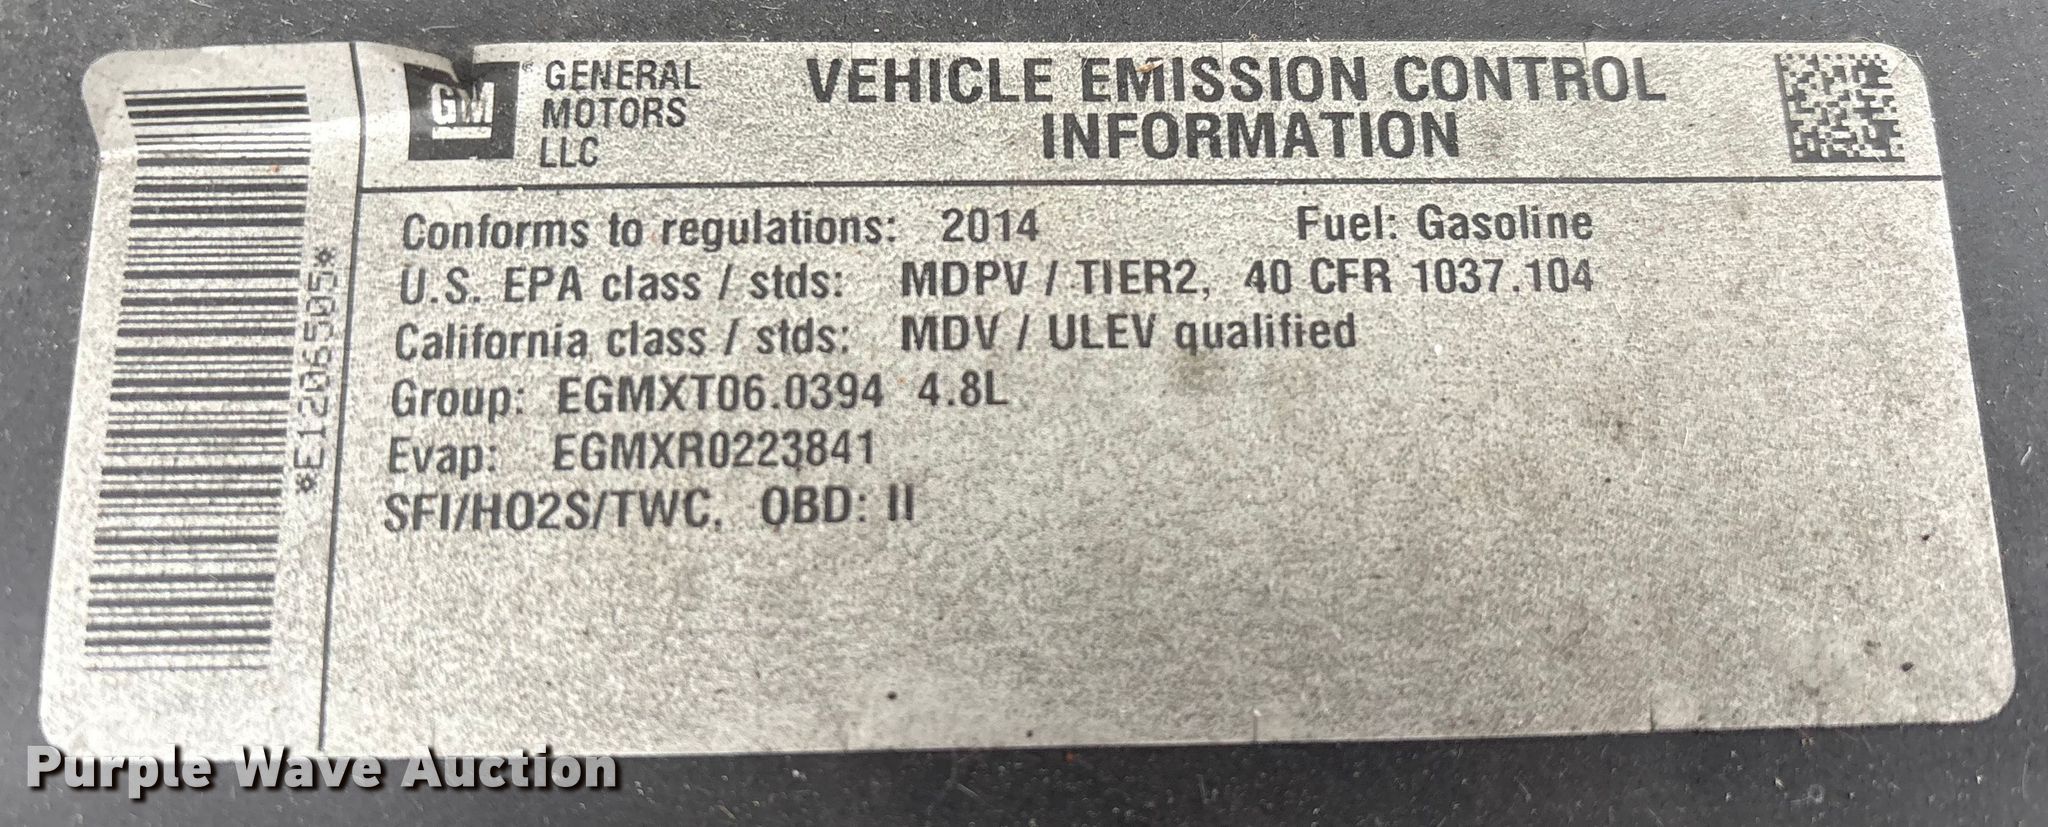 GM
GENERAL
MOTORS
LLC
VEHICLE EMISSION CONTROL
INFORMATION
*E1206505*
Conforms to regulations: 2014 Fuel: Gasoline
U.S. EPA class / stds: MDPV / TIER2, 40 CFR 1037.104
California class / stds: MDV / ULEV qualified
Group: EGMXT06.0394 4.8L
Evap: EGMXR0223841
SFI/HO2S/TWC, OBD: II
Purple Wave Auction